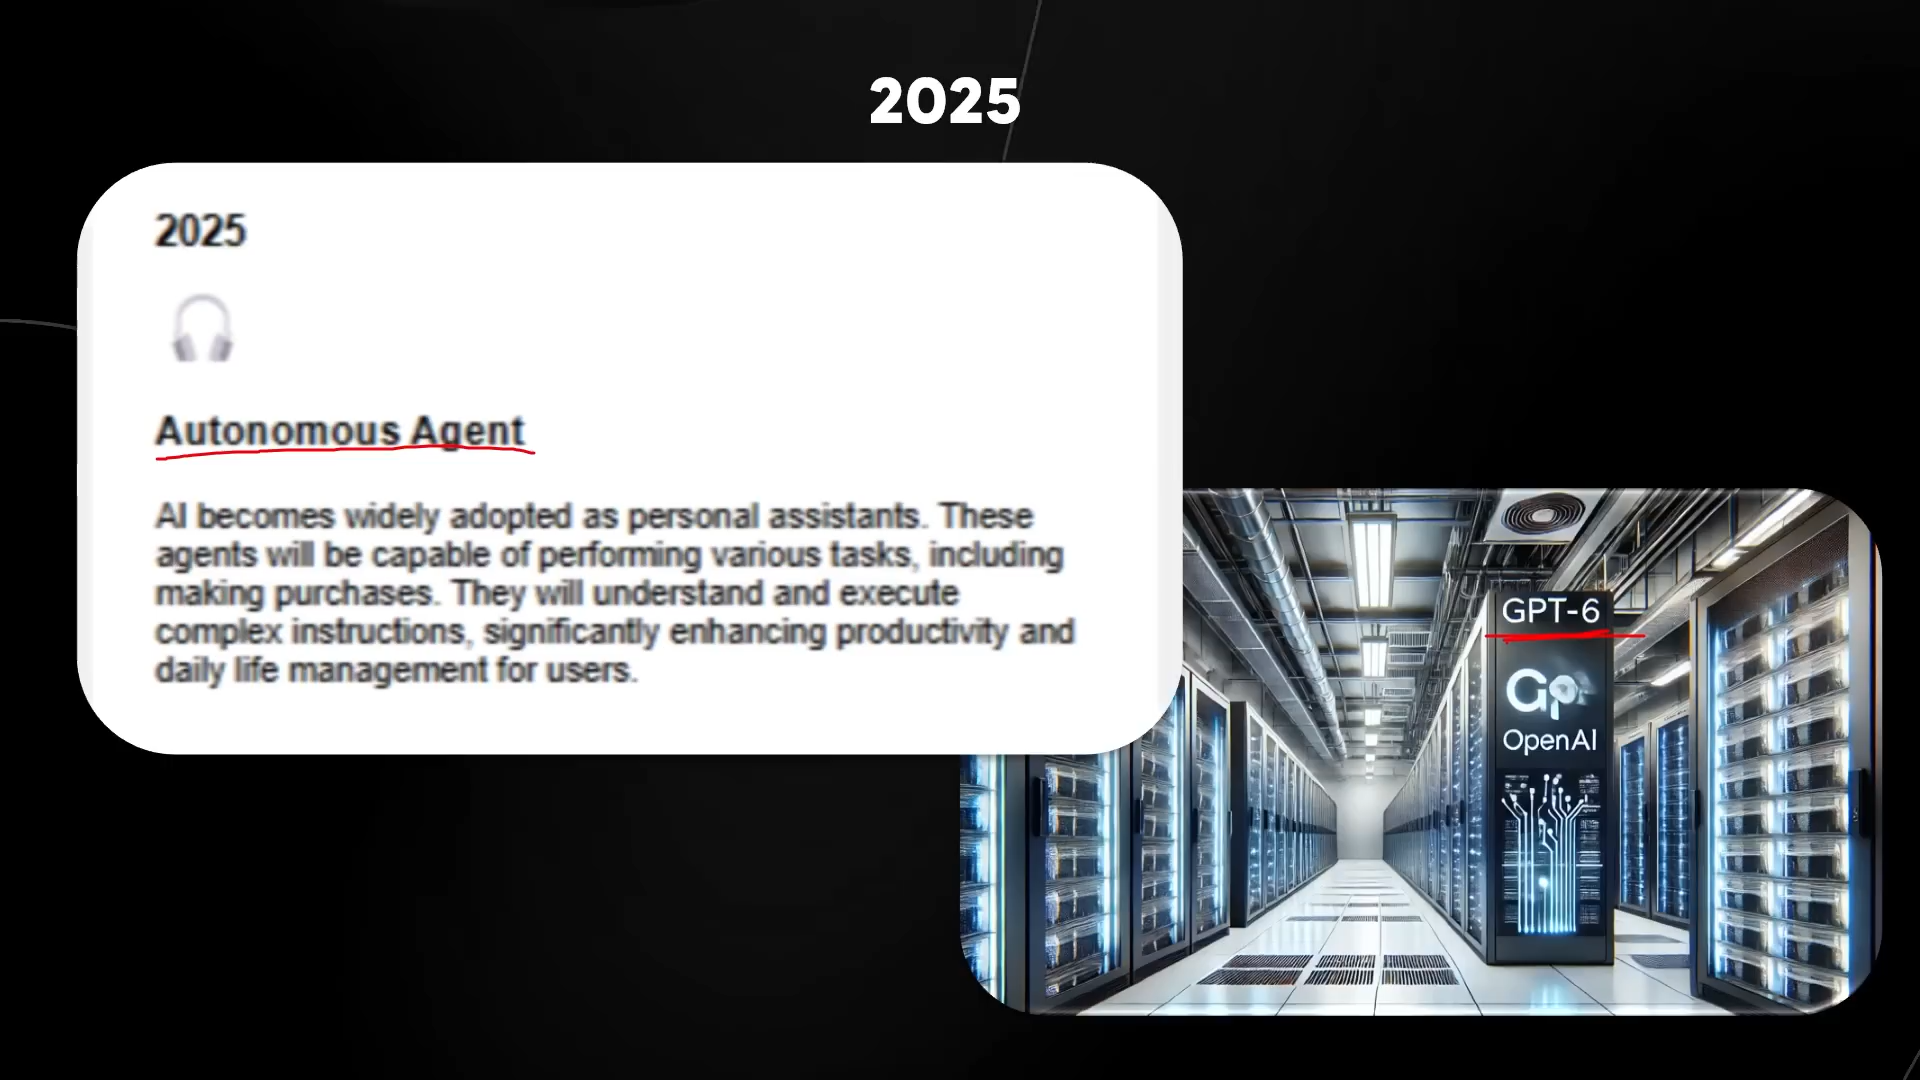 2025
2025
Autonomous Agent
AI becomes widely adopted as personal assistants. These
agents will be capable of performing various tasks, including
making purchases. They will understand and execute
complex instructions, significantly enhancing productivity and
daily life management for users.
GPT-6
OpenAI